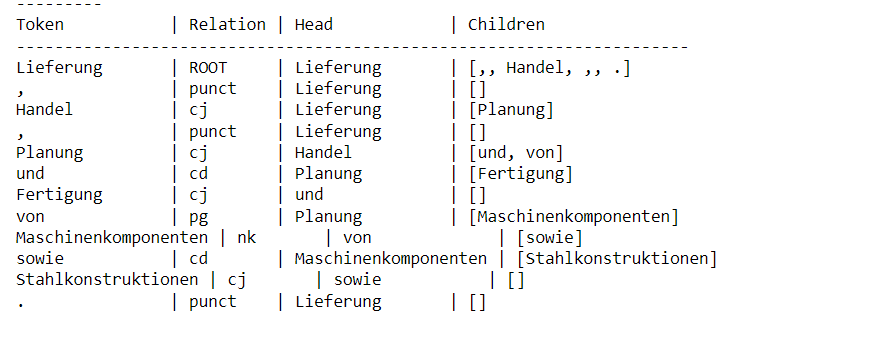 ---------
Token             | Relation | Head            | Children
----------------------------------------------------------------
Lieferung         | ROOT     | Lieferung       | [,, Handel, ,, .]
,                 | punct    | Lieferung       | []
Handel            | cj       | Lieferung       | [Planung]
,                 | punct    | Lieferung       | []
Planung           | cj       | Handel          | [und, von]
und               | cd       | Planung         | [Fertigung]
Fertigung         | cj       | und             | []
von               | pg       | Planung         | [Maschinenkomponenten]
Maschinenkomponenten | nk       | von             | [sowie]
sowie             | cd       | Maschinenkomponenten | [Stahlkonstruktionen]
Stahlkonstruktionen | cj       | sowie           | []
.                 | punct    | Lieferung       | []